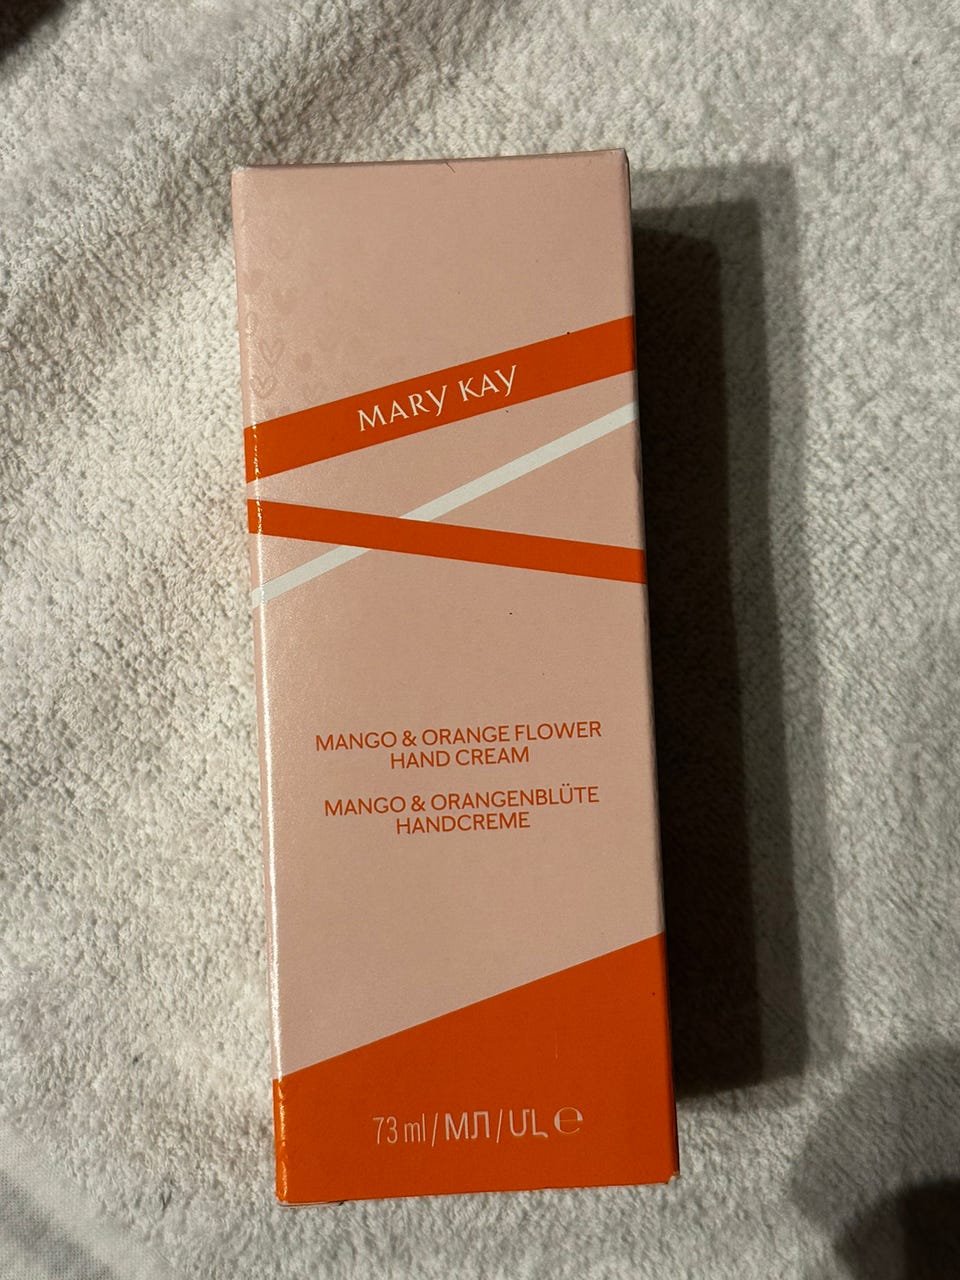 MARY KAY
MANGO & ORANGE FLOWER
HAND CREAM
MANGO & ORANGENBLÜTE
HANDCREME
73 ml / МЛ / ՄԼ ℮